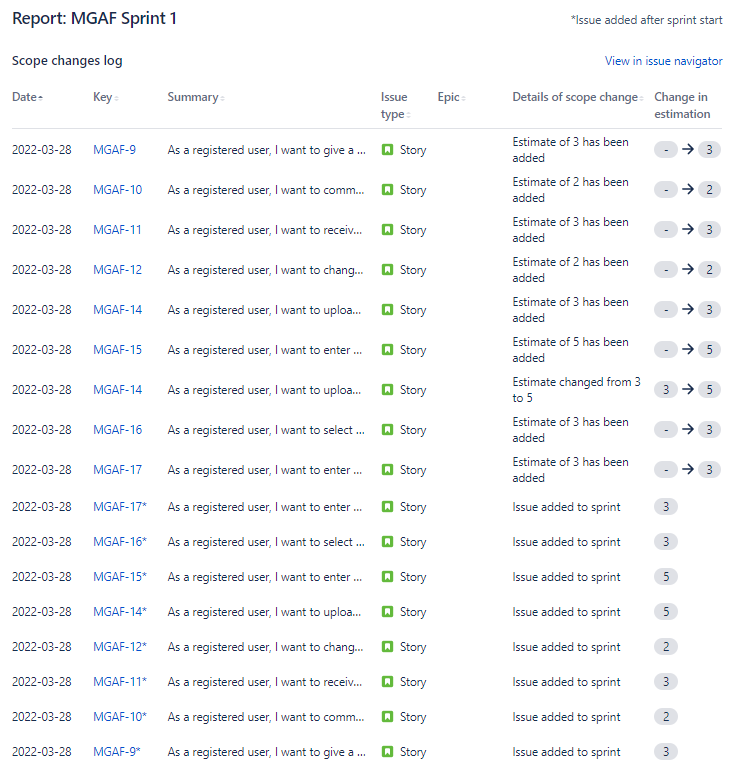 Report: MGAF Sprint 1
*Issue added after sprint start
Scope changes log
View in issue navigator
Date Key Summary Issue type Epic Details of scope change Change in estimation
2022-03-28 MGAF-9 As a registered user, I want to give a ... Story Estimate of 3 has been added - → 3
2022-03-28 MGAF-10 As a registered user, I want to comm... Story Estimate of 2 has been added - → 2
2022-03-28 MGAF-11 As a registered user, I want to receiv... Story Estimate of 3 has been added - → 3
2022-03-28 MGAF-12 As a registered user, I want to chang... Story Estimate of 2 has been added - → 2
2022-03-28 MGAF-14 As a registered user, I want to uploa... Story Estimate of 3 has been added - → 3
2022-03-28 MGAF-15 As a registered user, I want to enter ... Story Estimate of 5 has been added - → 5
2022-03-28 MGAF-14 As a registered user, I want to uploa... Story Estimate changed from 3 to 5 3 → 5
2022-03-28 MGAF-16 As a registered user, I want to select ... Story Estimate of 3 has been added - → 3
2022-03-28 MGAF-17 As a registered user, I want to enter ... Story Estimate of 3 has been added - → 3
2022-03-28 MGAF-17* As a registered user, I want to enter ... Story Issue added to sprint 3
2022-03-28 MGAF-16* As a registered user, I want to select ... Story Issue added to sprint 3
2022-03-28 MGAF-15* As a registered user, I want to enter ... Story Issue added to sprint 5
2022-03-28 MGAF-14* As a registered user, I want to uploa... Story Issue added to sprint 5
2022-03-28 MGAF-12* As a registered user, I want to chang... Story Issue added to sprint 2
2022-03-28 MGAF-11* As a registered user, I want to receiv... Story Issue added to sprint 3
2022-03-28 MGAF-10* As a registered user, I want to comm... Story Issue added to sprint 2
2022-03-28 MGAF-9* As a registered user, I want to give a ... Story Issue added to sprint 3